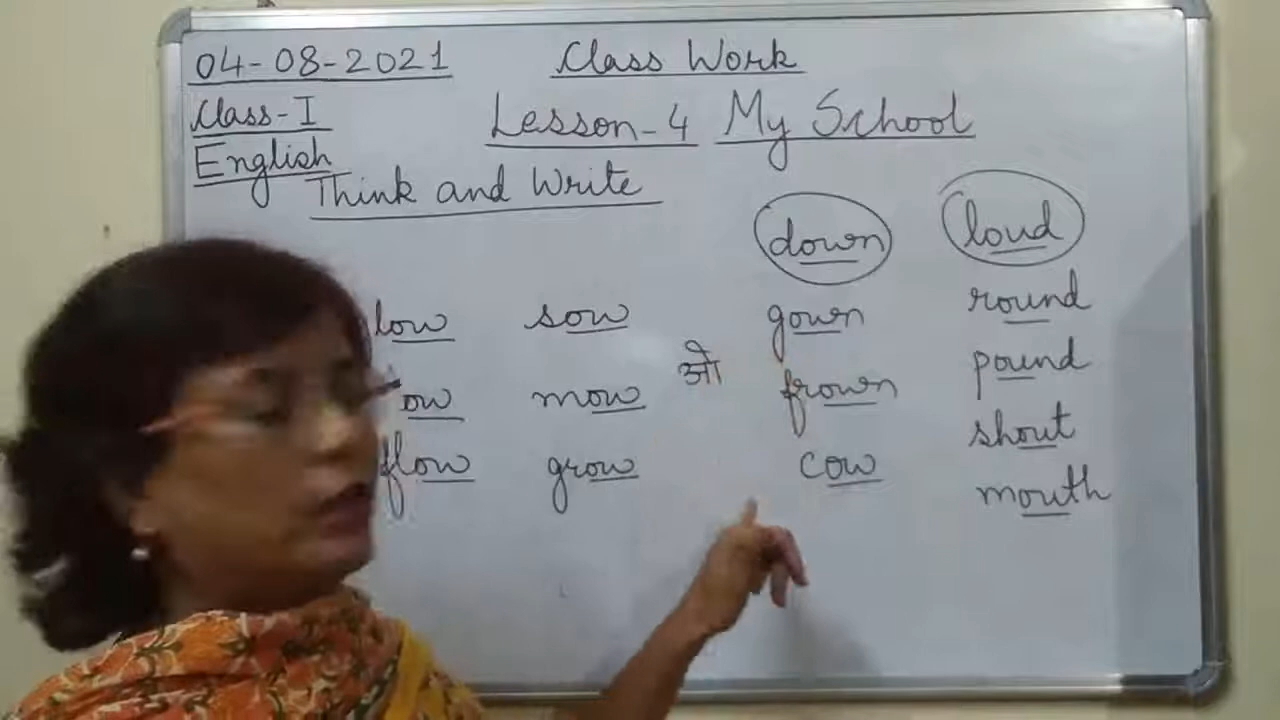 04-08-2021 Class Work
Class-I Lesson-4 My School
English
Think and Write
down loud
low sow gown round
ओ
ow mow frown pound
flow grow cow shout
mouth